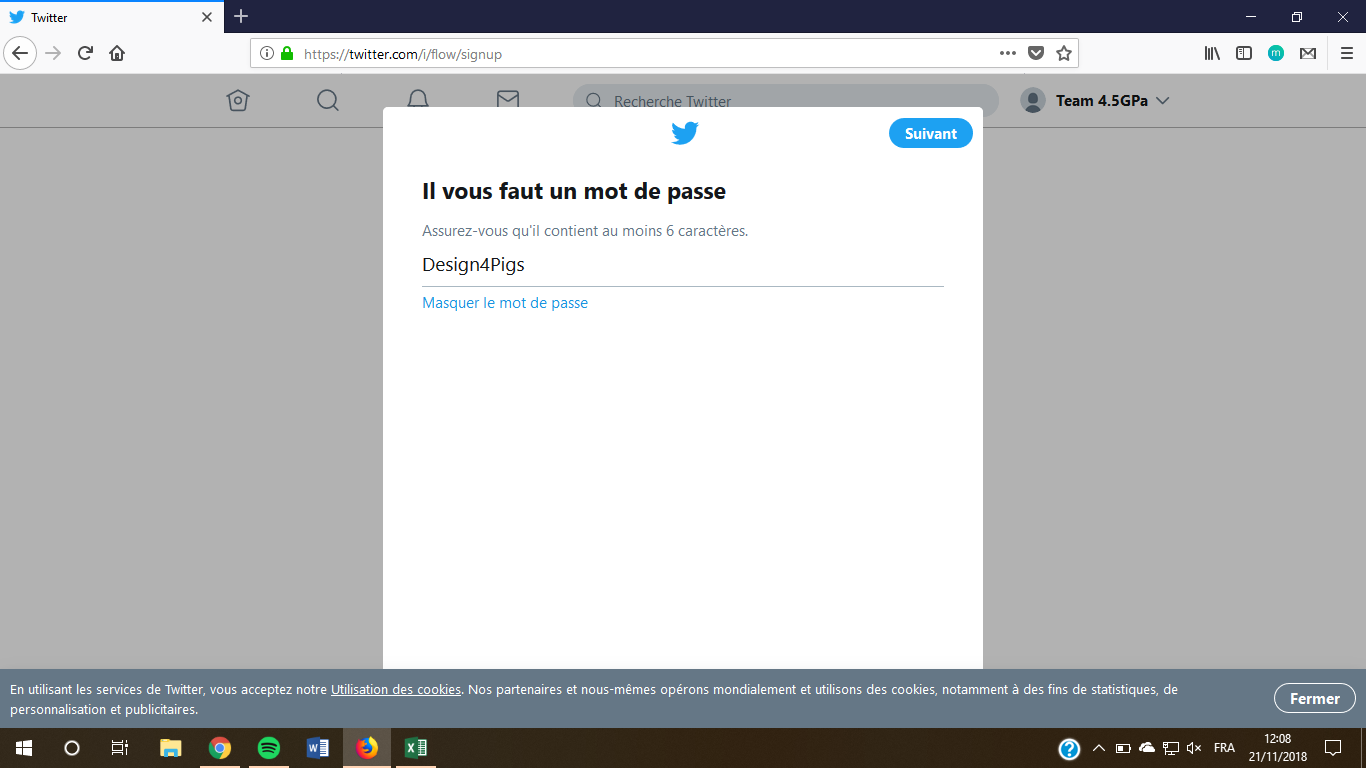 Twitter
https://twitter.com/i/flow/signup
Recherche Twitter
Team 4.5GPa
Suivant
Il vous faut un mot de passe
Assurez-vous qu'il contient au moins 6 caractères.
Design4Pigs
Masquer le mot de passe
En utilisant les services de Twitter, vous acceptez notre Utilisation des cookies. Nos partenaires et nous-mêmes opérons mondialement et utilisons des cookies, notamment à des fins de statistiques, de
personnalisation et publicitaires.
Fermer
FRA
12:08
21/11/2018